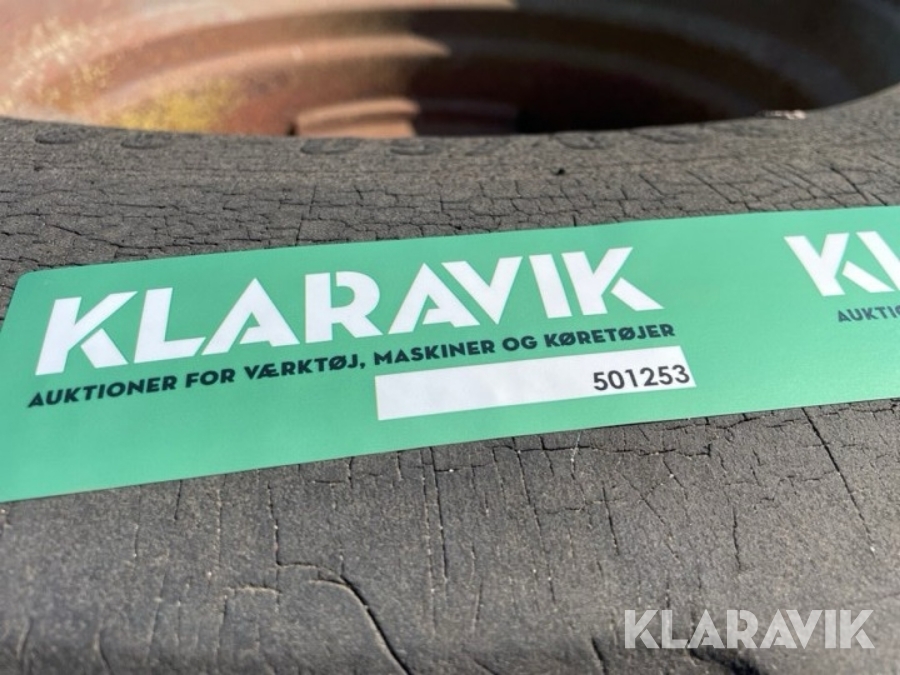 KLARAVIK
AUKTIONER FOR VÆRKTØJ, MASKINER OG KØRETØJER
501253
KLARAVIK